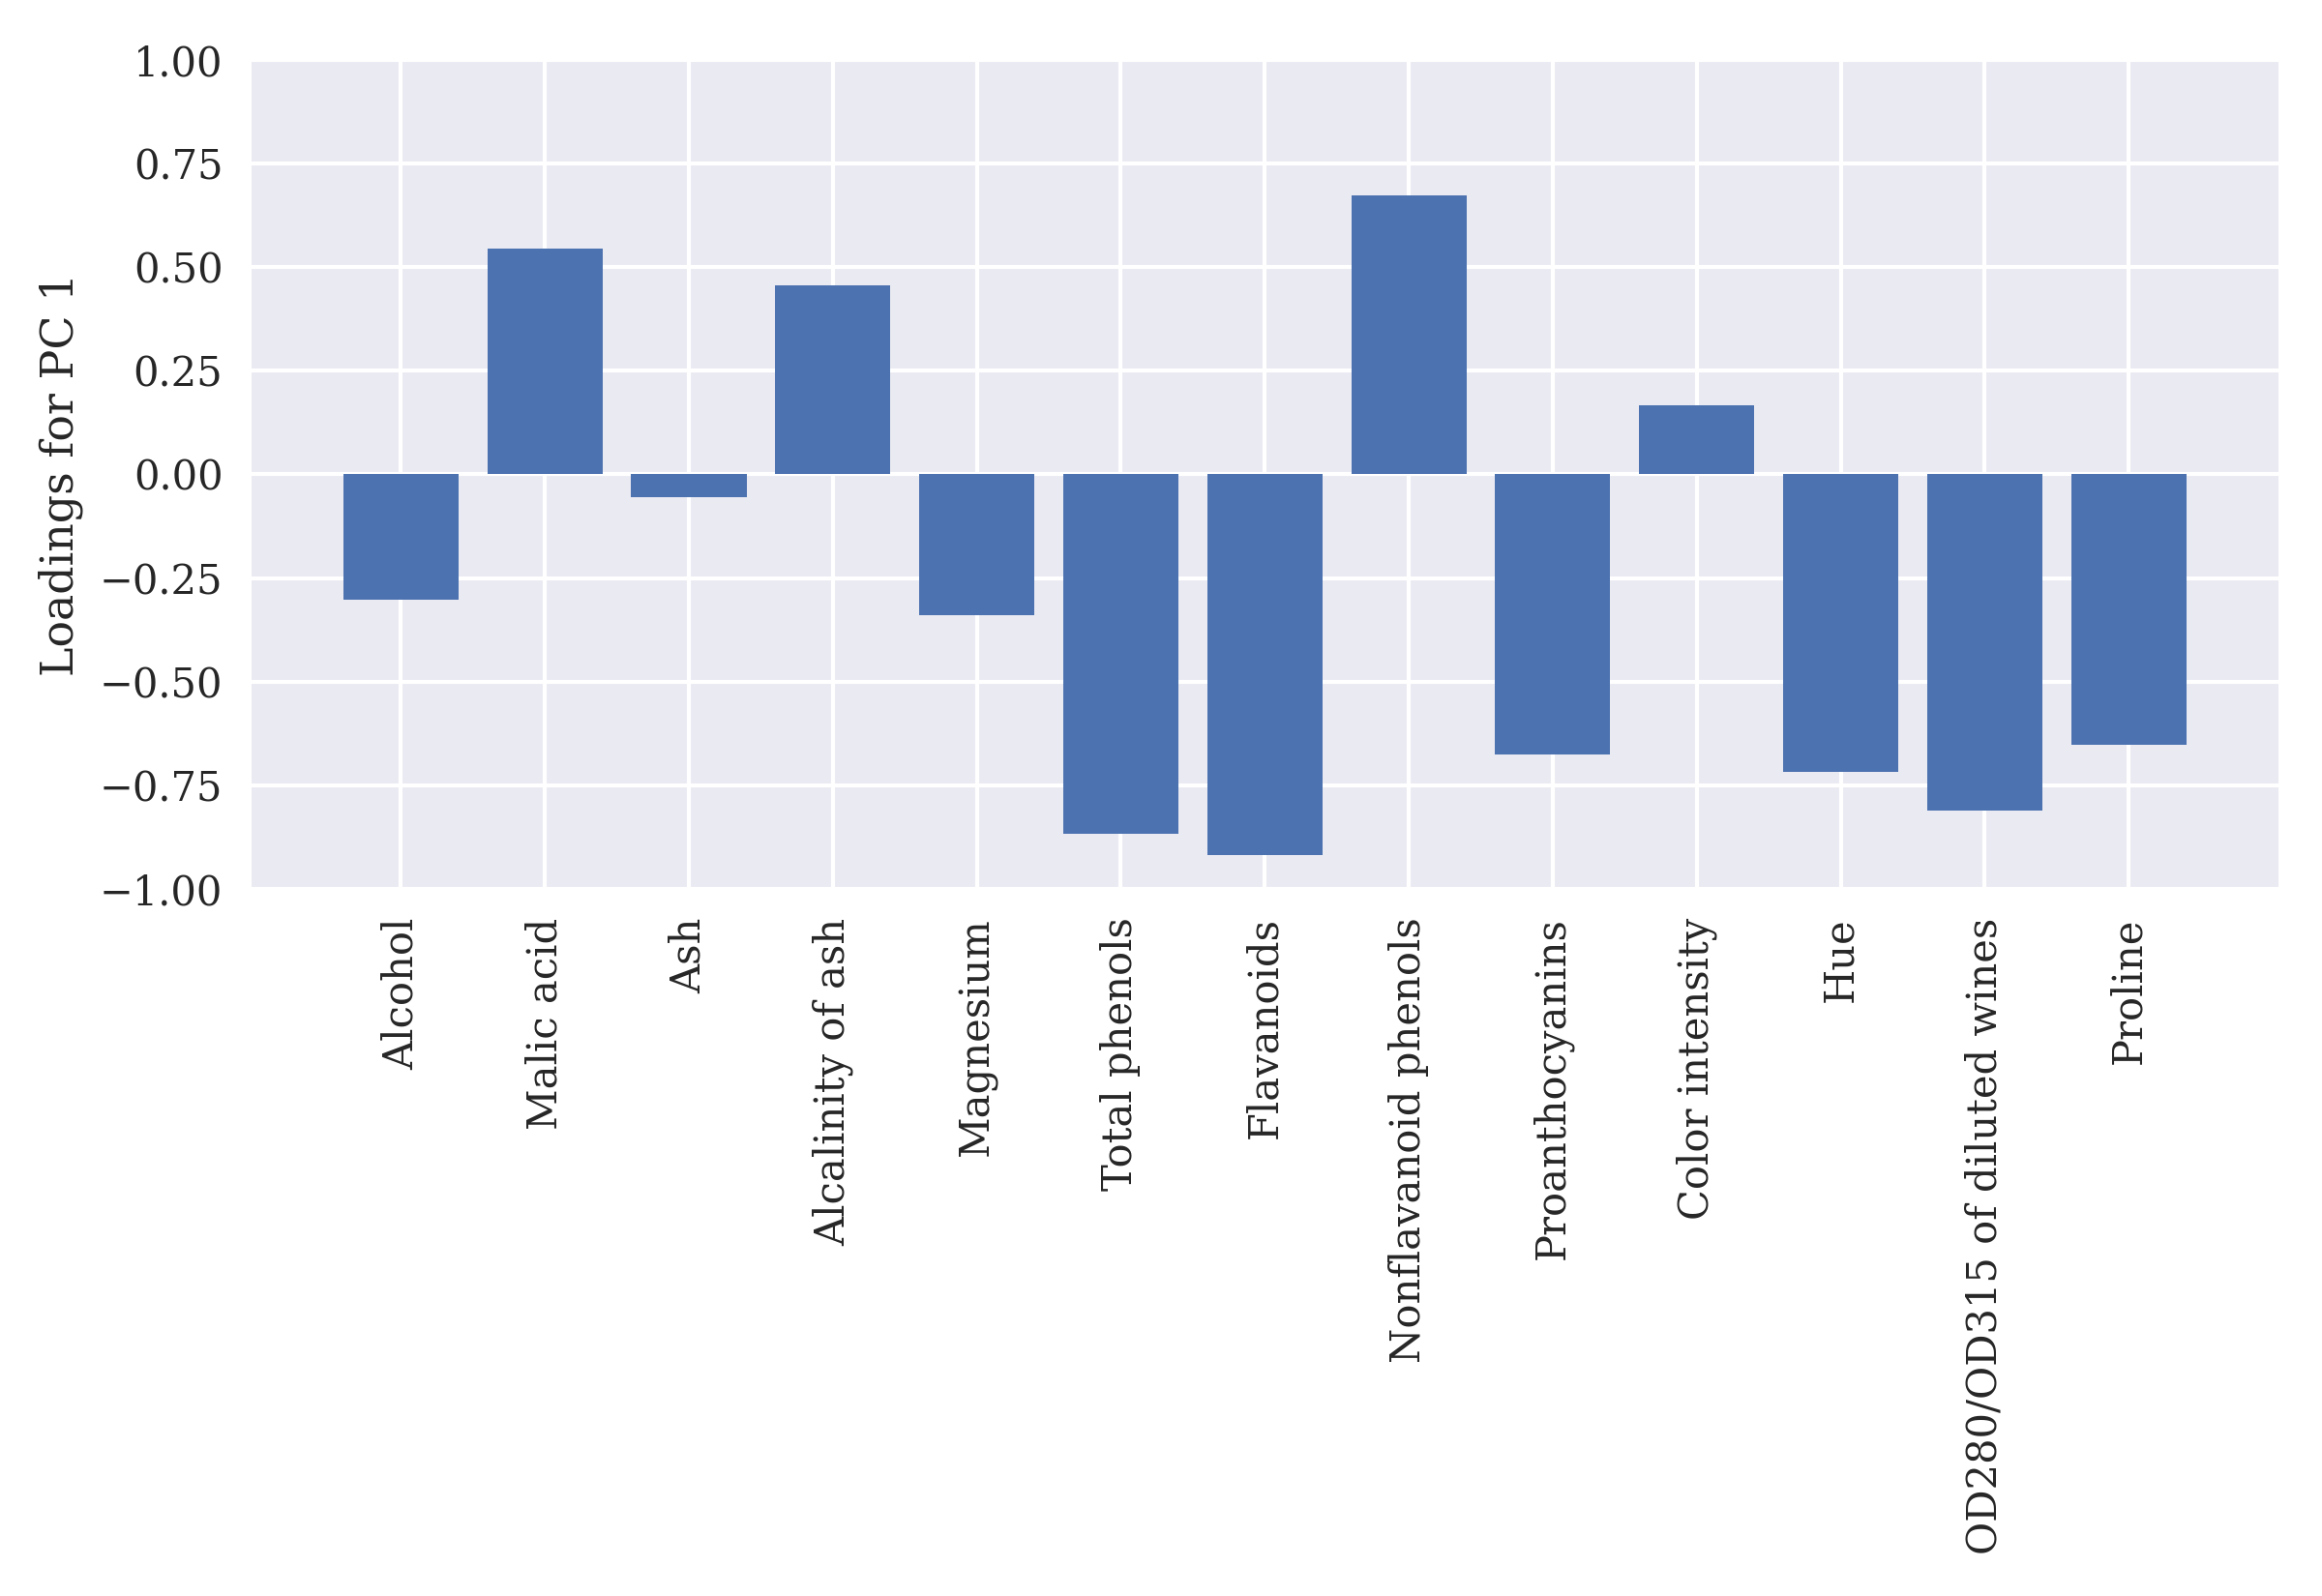 1.00
0.75
0.50
0.25
0.00
−0.25
−0.50
−0.75
−1.00
Loadings for PC 1
Alcohol
Malic acid
Ash
Alcalinity of ash
Magnesium
Total phenols
Flavanoids
Nonflavanoid phenols
Proanthocyanins
Color intensity
Hue
OD280/OD315 of diluted wines
Proline